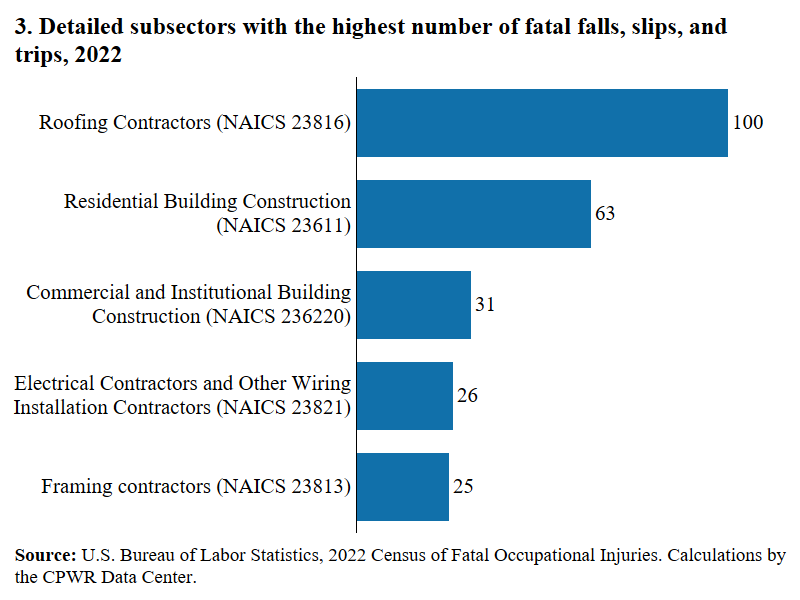 3. Detailed subsectors with the highest number of fatal falls, slips, and
trips, 2022
Roofing Contractors (NAICS 23816)
100
Residential Building Construction
(NAICS 23611)
63
Commercial and Institutional Building
Construction (NAICS 236220)
31
Electrical Contractors and Other Wiring
Installation Contractors (NAICS 23821)
26
Framing contractors (NAICS 23813)
25
Source: U.S. Bureau of Labor Statistics, 2022 Census of Fatal Occupational Injuries. Calculations by
the CPWR Data Center.